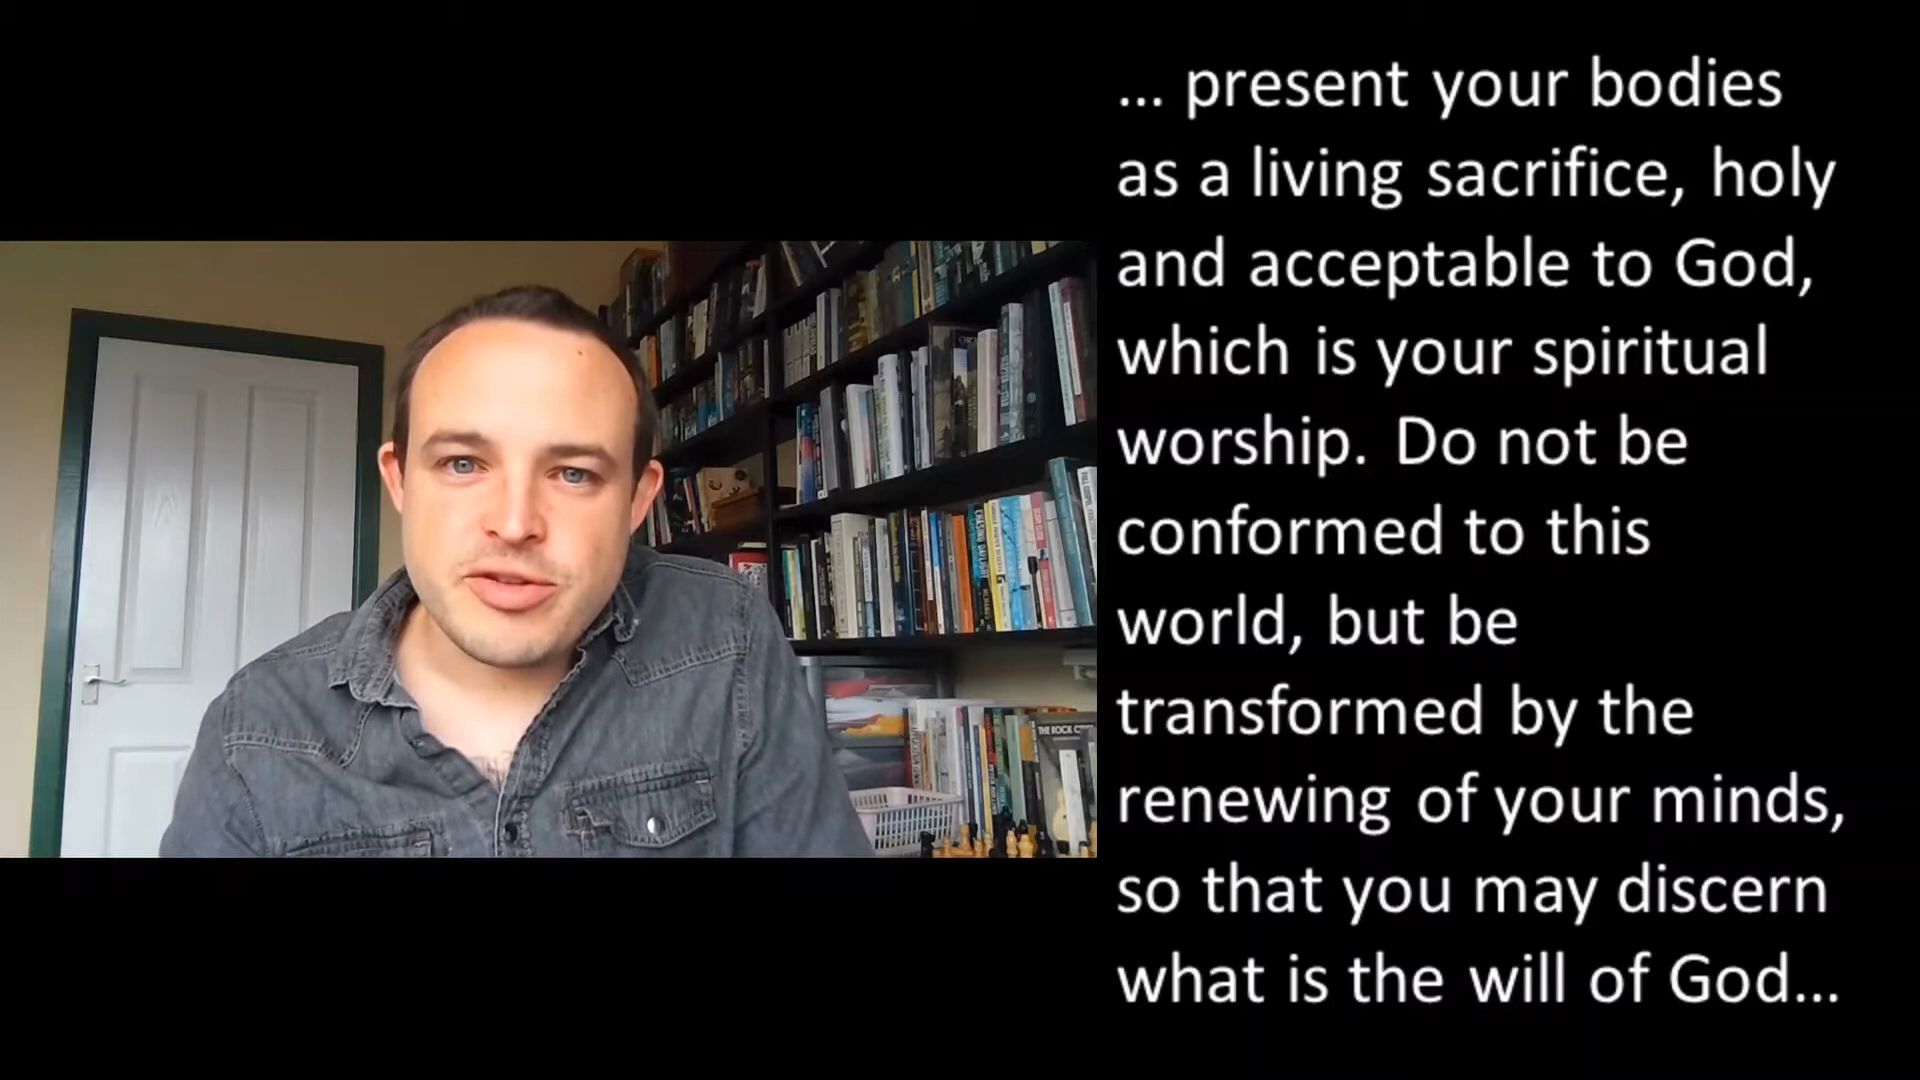 ... present your bodies
as a living sacrifice, holy
and acceptable to God,
which is your spiritual
worship. Do not be
conformed to this
world, but be
transformed by the
renewing of your minds,
so that you may discern
what is the will of God...